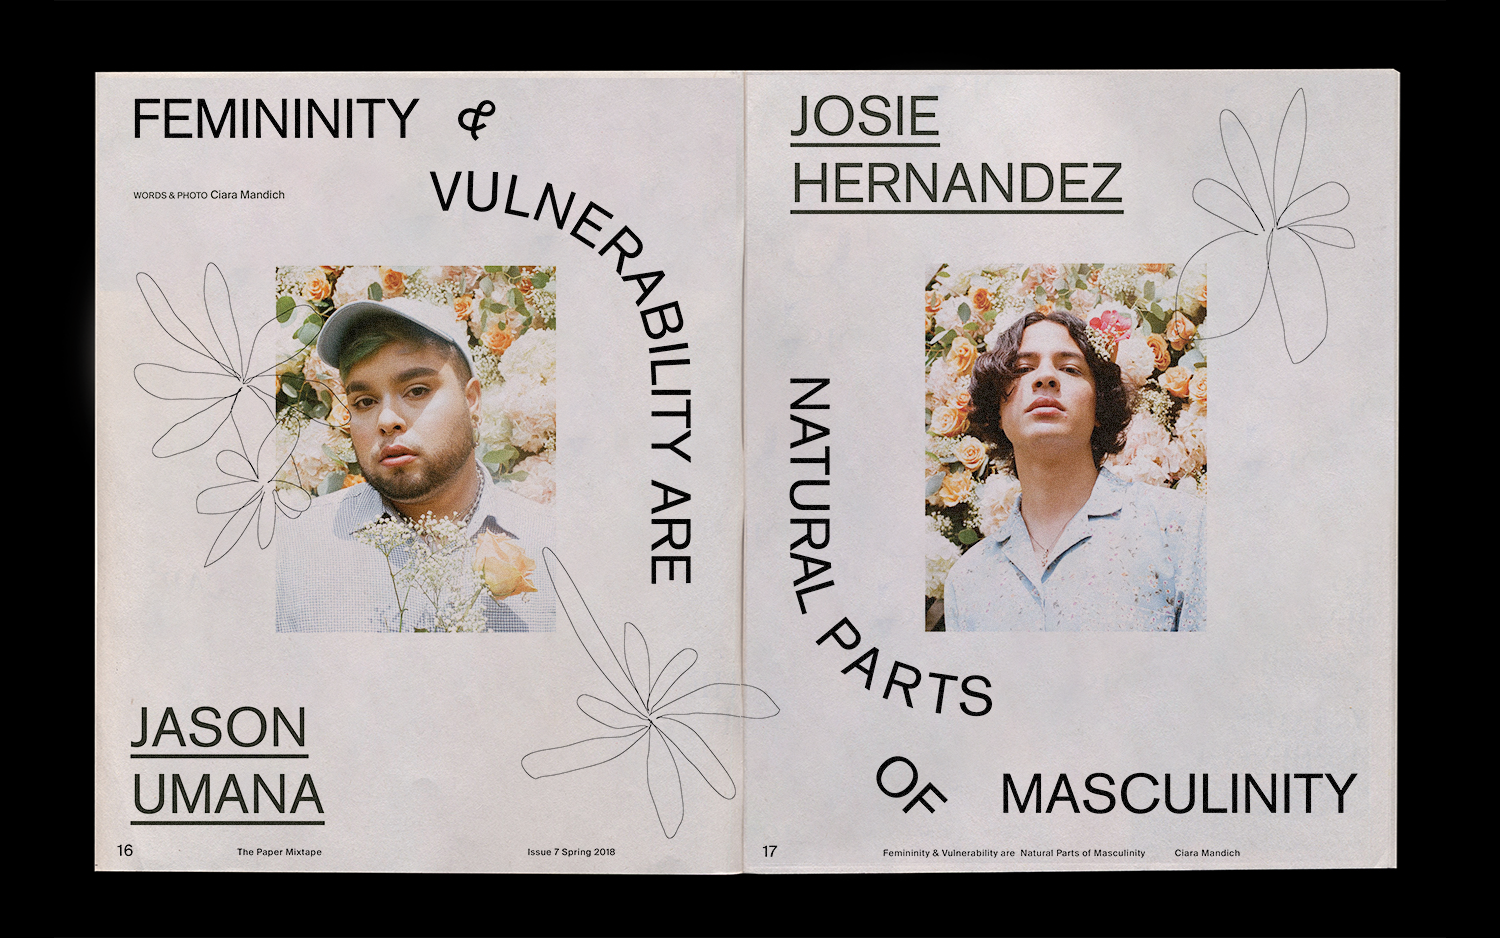 FEMININITY &
VULNERABILITY ARE
WORDS & PHOTO Ciara Mandich
JASON
UMANA
16
The Paper Mixtape
Issue 7 Spring 2018
JOSIE
HERNANDEZ
NATURAL PARTS
OF MASCULINITY
17
Femininity & Vulnerability are Natural Parts of Masculinity
Ciara Mandich